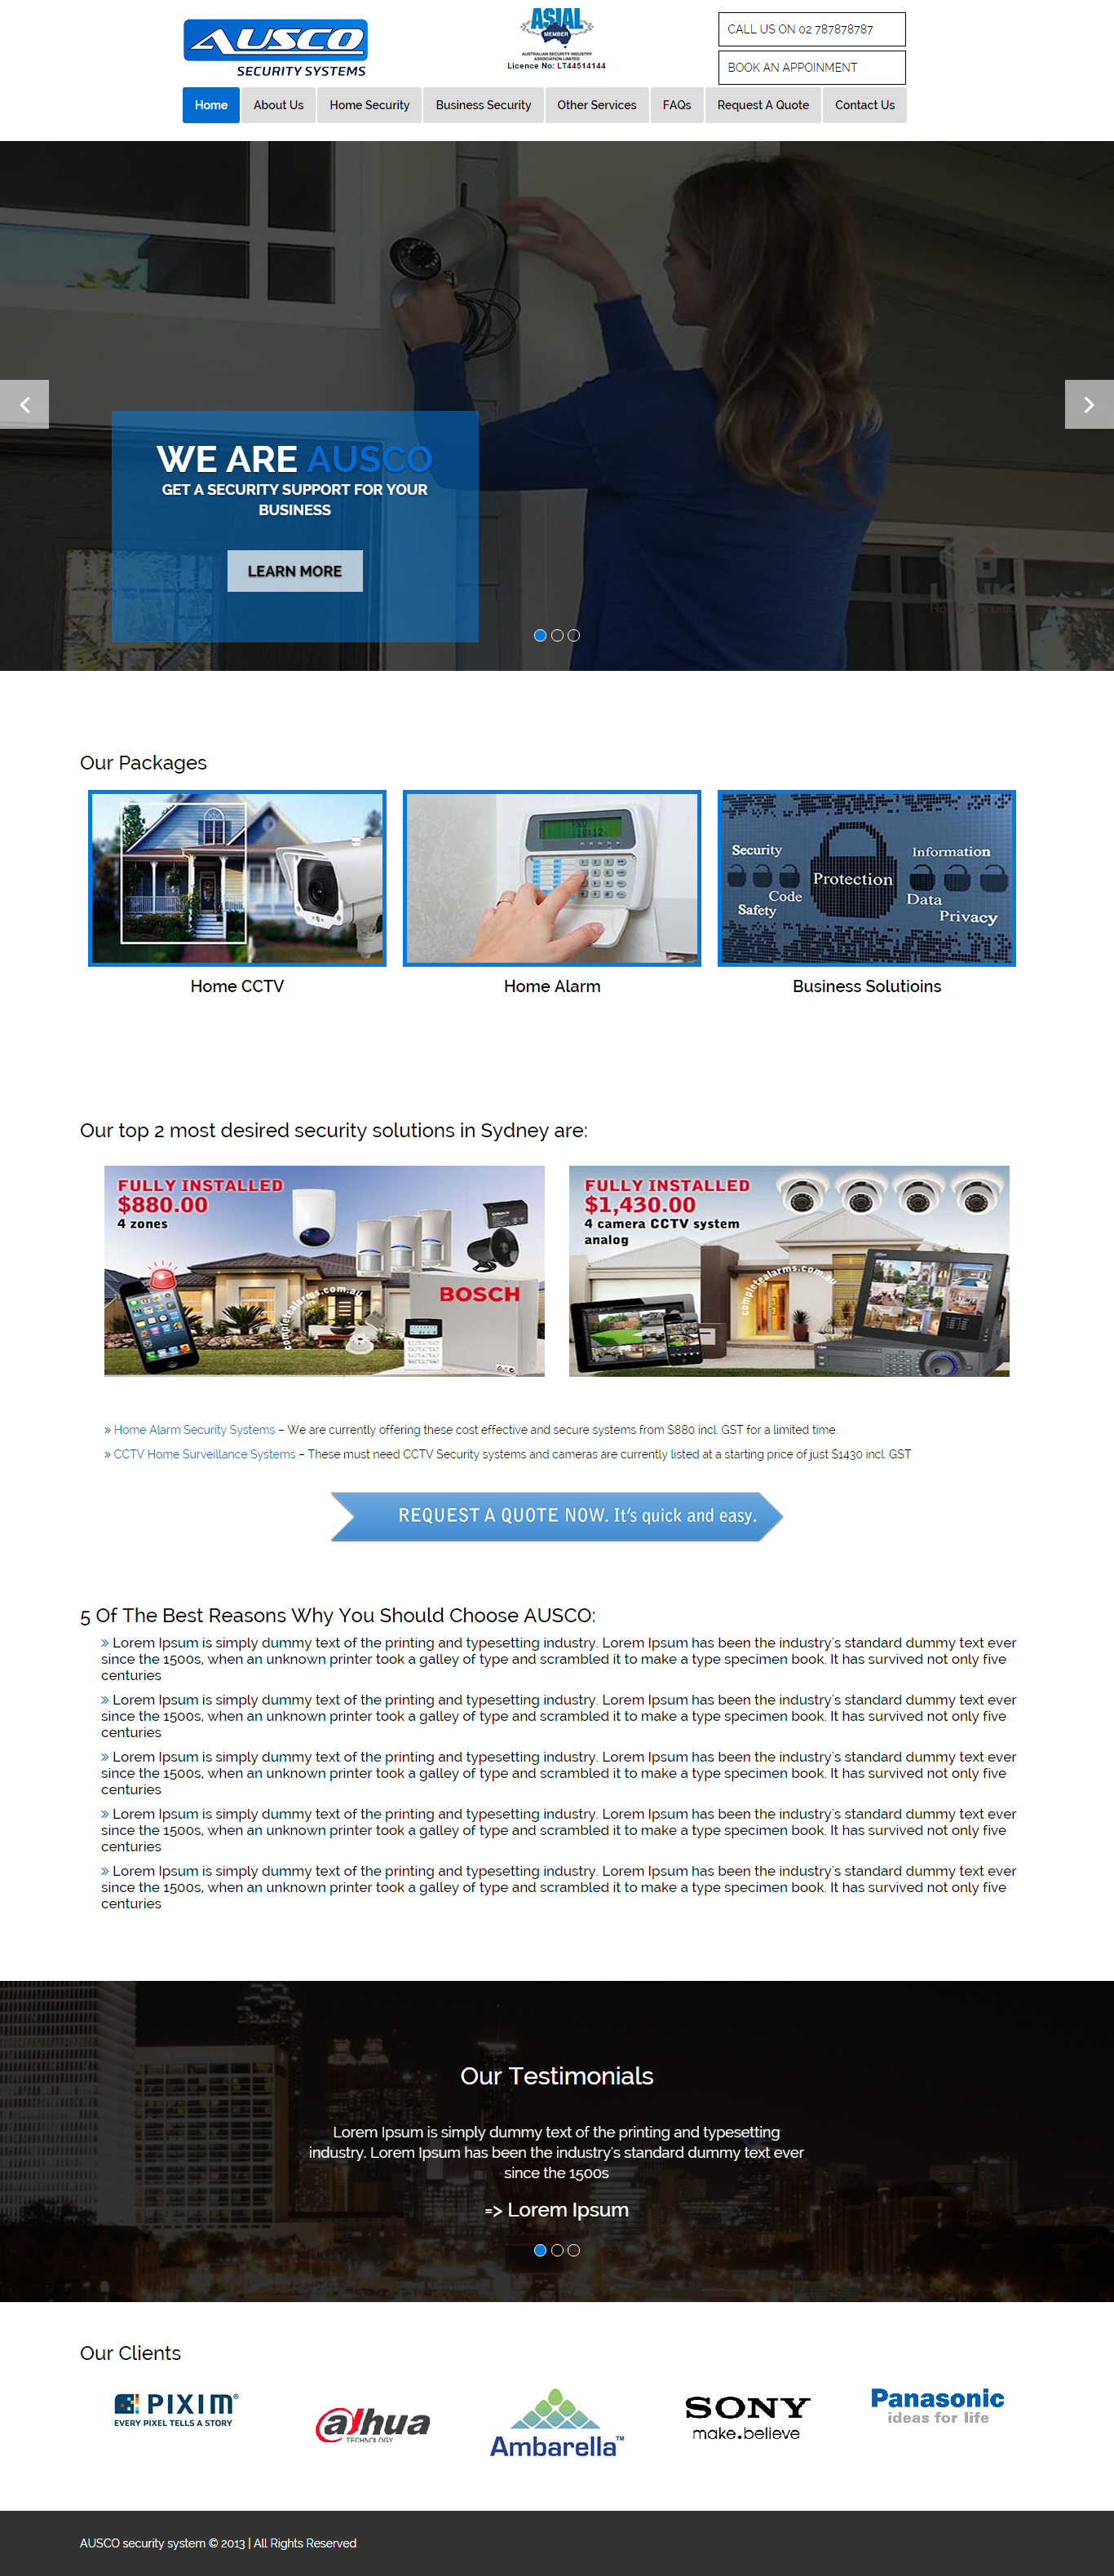 AUSCO
SECURITY SYSTEMS
ASIAL
MEMBER
AUSTRALIAN SECURITY INDUSTRY
ASSOCIATION LIMITED
Licence No: LT44514144
CALL US ON 02 787878787
BOOK AN APPOINMENT
Home
About Us
Home Security
Business Security
Other Services
FAQs
Request A Quote
Contact Us
WE ARE AUSCO
GET A SECURITY SUPPORT FOR YOUR
BUSINESS
LEARN MORE
Our Packages
Security
Information
Protection
Code
Data
Safety
Privacy
Home CCTV
Home Alarm
Business Solutioins
Our top 2 most desired security solutions in Sydney are:
FULLY INSTALLED
$880.00
4 zones
BOSCH
completealarms.com.au
FULLY INSTALLED
$1,430.00
4 camera CCTV system
analog
completealarms.com.au
» Home Alarm Security Systems – We are currently offering these cost effective and secure systems from $880 incl. GST for a limited time.
» CCTV Home Surveillance Systems – These must need CCTV Security systems and cameras are currently listed at a starting price of just $1430 incl. GST
REQUEST A QUOTE NOW. It's quick and easy.
5 Of The Best Reasons Why You Should Choose AUSCO:
» Lorem Ipsum is simply dummy text of the printing and typesetting industry. Lorem Ipsum has been the industry's standard dummy text ever
since the 1500s, when an unknown printer took a galley of type and scrambled it to make a type specimen book. It has survived not only five
centuries
» Lorem Ipsum is simply dummy text of the printing and typesetting industry. Lorem Ipsum has been the industry's standard dummy text ever
since the 1500s, when an unknown printer took a galley of type and scrambled it to make a type specimen book. It has survived not only five
centuries
» Lorem Ipsum is simply dummy text of the printing and typesetting industry. Lorem Ipsum has been the industry's standard dummy text ever
since the 1500s, when an unknown printer took a galley of type and scrambled it to make a type specimen book. It has survived not only five
centuries
» Lorem Ipsum is simply dummy text of the printing and typesetting industry. Lorem Ipsum has been the industry's standard dummy text ever
since the 1500s, when an unknown printer took a galley of type and scrambled it to make a type specimen book. It has survived not only five
centuries
» Lorem Ipsum is simply dummy text of the printing and typesetting industry. Lorem Ipsum has been the industry's standard dummy text ever
since the 1500s, when an unknown printer took a galley of type and scrambled it to make a type specimen book. It has survived not only five
centuries
Our Testimonials
Lorem Ipsum is simply dummy text of the printing and typesetting
industry. Lorem Ipsum has been the industry's standard dummy text ever
since the 1500s
=> Lorem Ipsum
Our Clients
PIXIM®
EVERY PIXEL TELLS A STORY
alhua
TECHNOLOGY
Ambarella™
SONY
make.believe
Panasonic
ideas for life
AUSCO security system © 2013 | All Rights Reserved